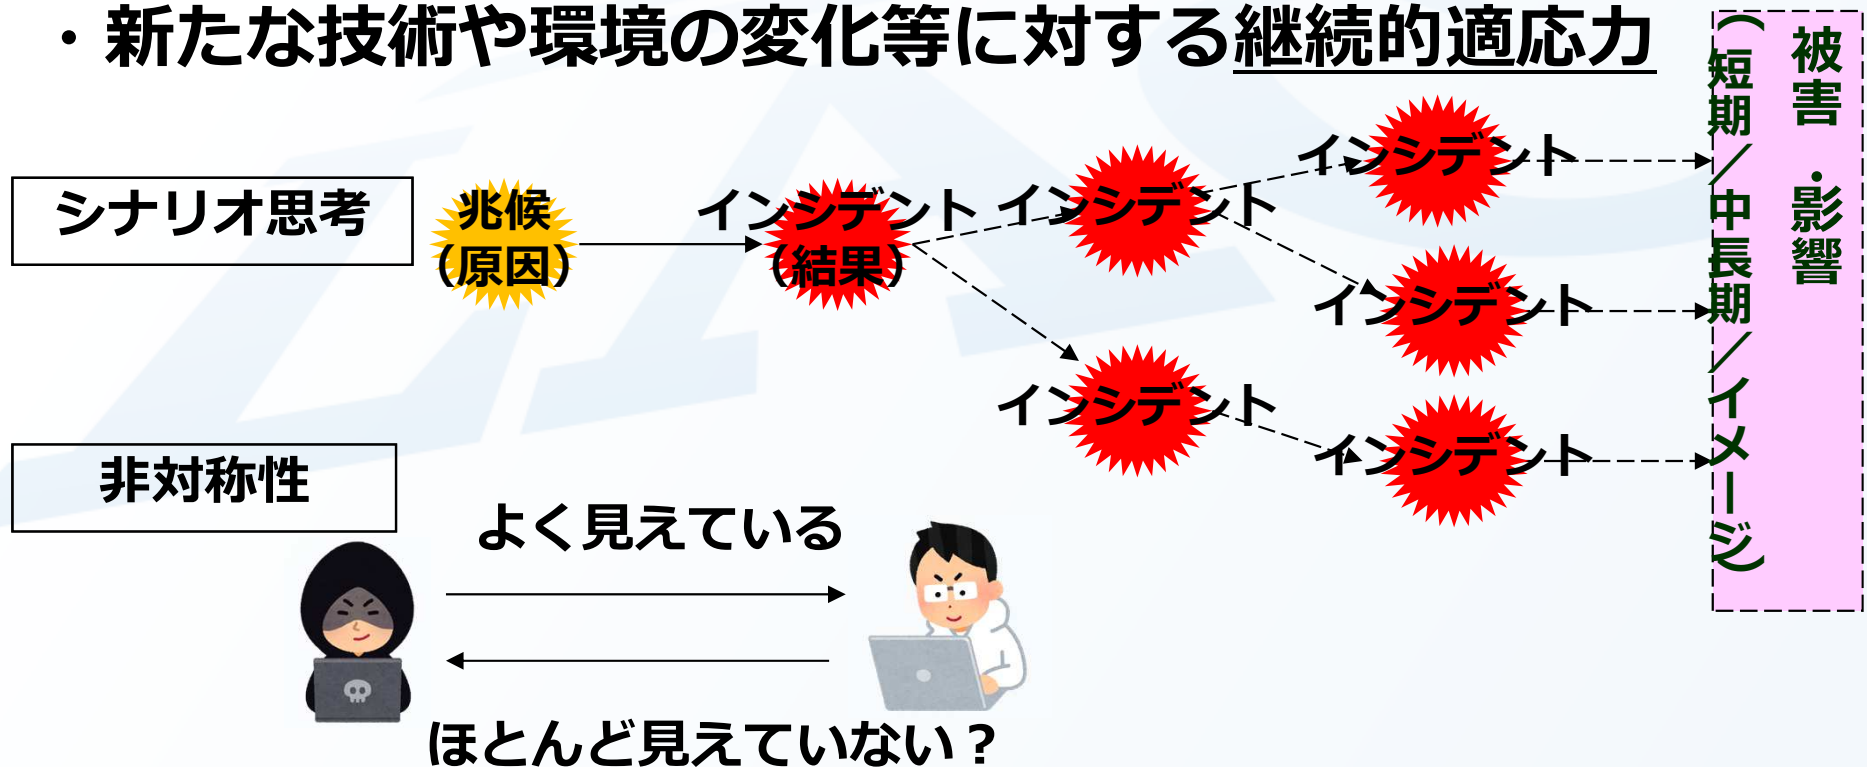 ・新たな技術や環境の変化等に対する継続的適応力
シナリオ思考
兆候
（原因）
インシデント
（結果）
インシデント
インシデント
インシデント
インシデント
インシデント
被害・影響
（短期／中長期／イメージ）
非対称性
よく見えている
ほとんど見えていない？
LAC